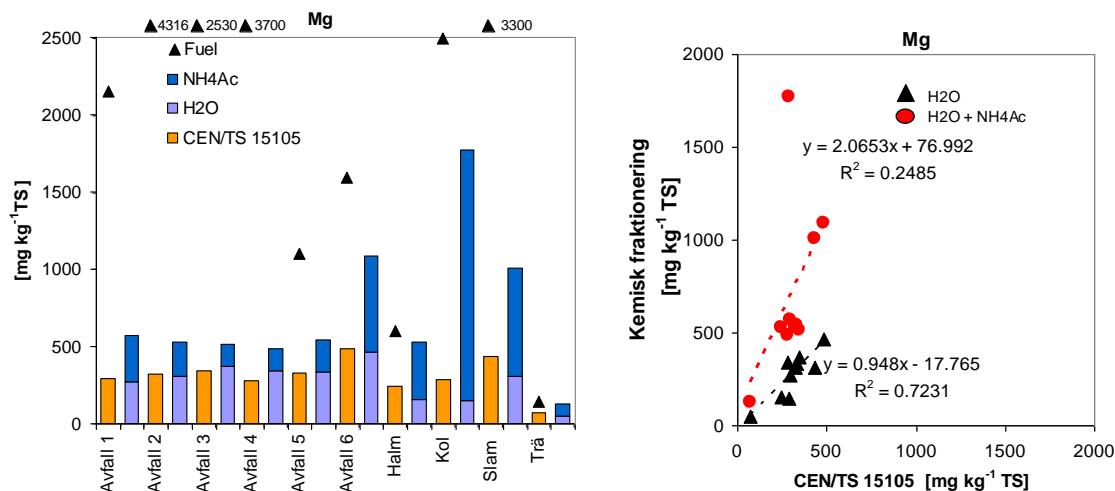 Mg
▲4316 ▲2530 ▲3700 ▲ 3300
[mg kg⁻¹TS]
2500
2000
1500
1000
500
0
▲ Fuel
NH4Ac
H2O
CEN/TS 15105
Avfall 1
Avfall 2
Avfall 3
Avfall 4
Avfall 5
Avfall 6
Halm
Kol
Slam
Trä
Mg
Kemisk fraktionering
[mg kg⁻¹ TS]
2000
1500
1000
500
0
H2O
H2O + NH4Ac
y = 2.0653x + 76.992
R² = 0.2485
y = 0.948x - 17.765
R² = 0.7231
0 500 1000 1500 2000
CEN/TS 15105 [mg kg⁻¹ TS]